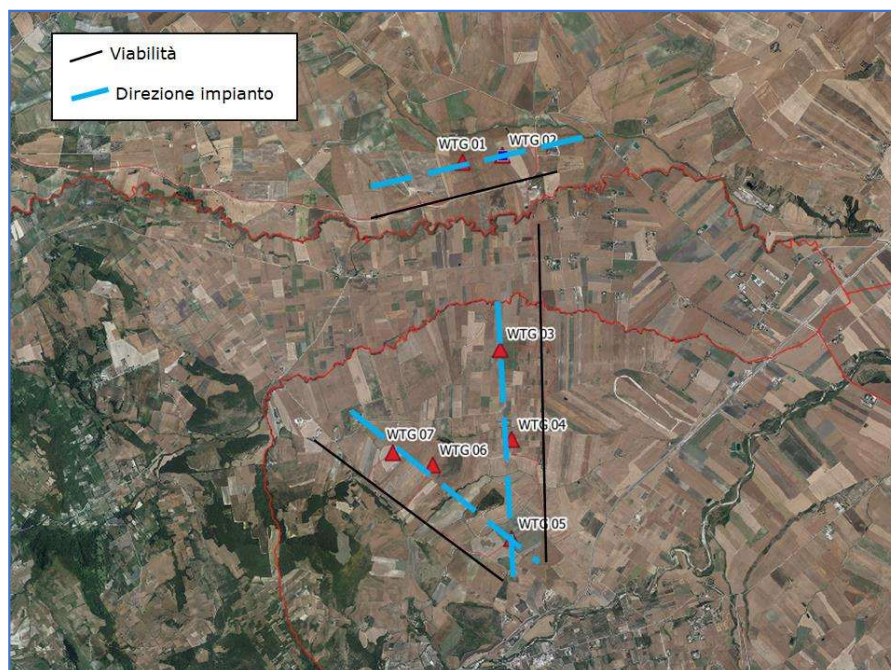 Viabilità
Direzione impianto
WTG 01
WTG 02
WTG 03
WTG 04
WTG 07
WTG 06
WTG 05